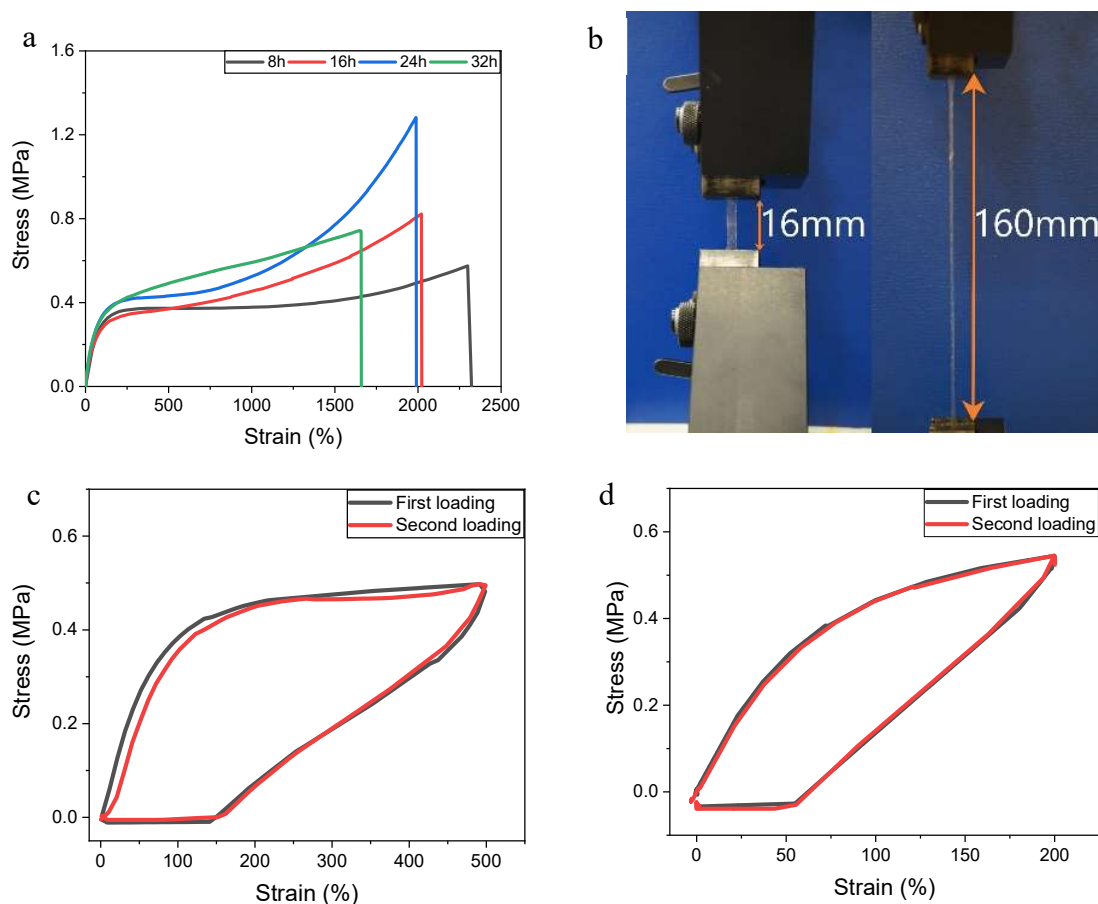 a
8h 16h 24h 32h
Stress (MPa)
1.6
1.2
0.8
0.4
0.0
0 500 1000 1500 2000 2500
Strain (%)
b
16mm
160mm
c
First loading
Second loading
Stress (MPa)
0.6
0.4
0.2
0.0
0 100 200 300 400 500
Strain (%)
d
First loading
Second loading
Stress (MPa)
0.6
0.4
0.2
0.0
0 50 100 150 200
Strain (%)